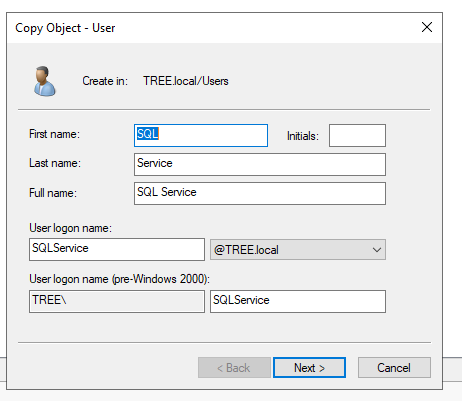 Copy Object - User
Create in: TREE.local/Users
First name: SQL Initials:
Last name: Service
Full name: SQL Service
User logon name:
SQLService @TREE.local
User logon name (pre-Windows 2000):
TREE\ SQLService
< Back Next > Cancel